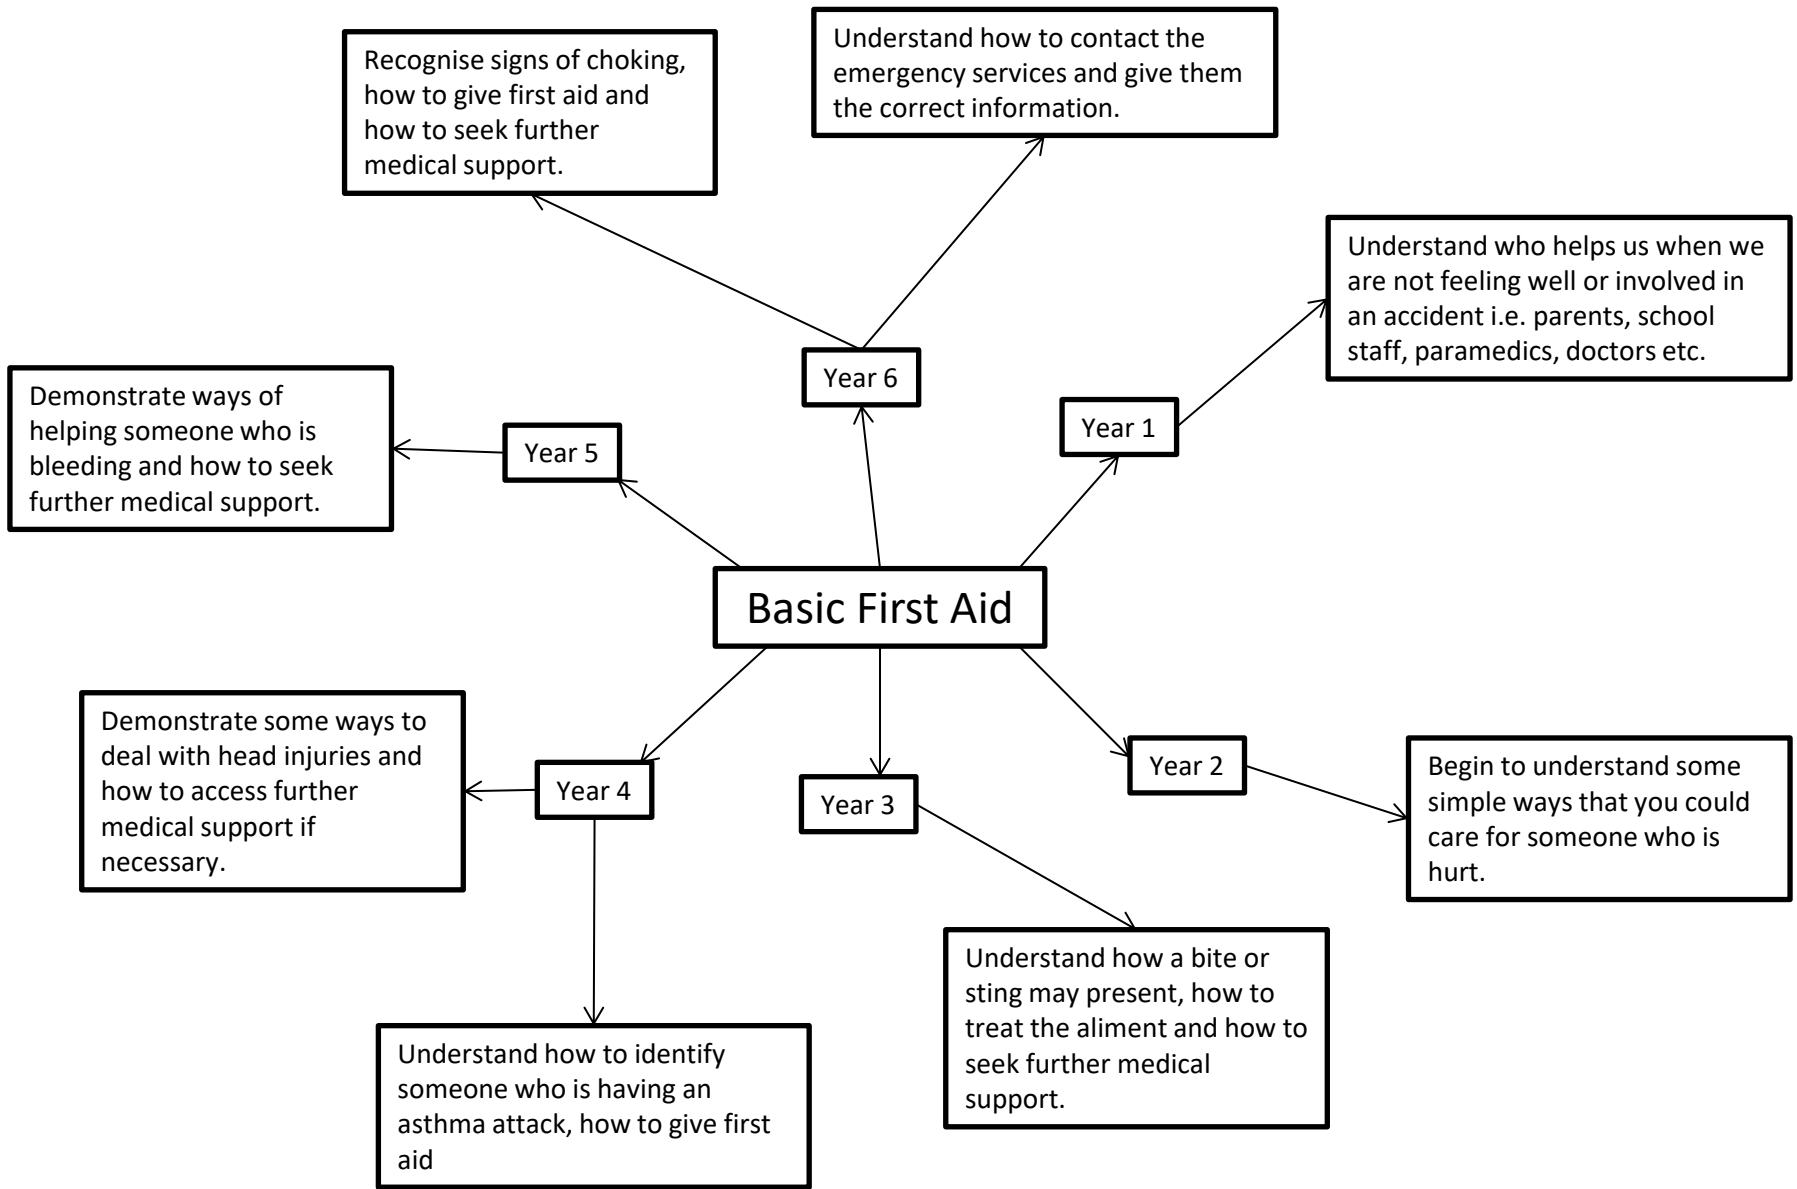 Recognise signs of choking,
how to give first aid and
how to seek further
medical support.
Understand how to contact the
emergency services and give them
the correct information.
Understand who helps us when we
are not feeling well or involved in
an accident i.e. parents, school
staff, paramedics, doctors etc.
Year 6
Demonstrate ways of
helping someone who is
bleeding and how to seek
further medical support.
Year 5
Year 1
Basic First Aid
Demonstrate some ways to
deal with head injuries and
how to access further
medical support if
necessary.
Year 4
Year 3
Year 2
Begin to understand some
simple ways that you could
care for someone who is
hurt.
Understand how a bite or
sting may present, how to
treat the aliment and how to
seek further medical
support.
Understand how to identify
someone who is having an
asthma attack, how to give first
aid